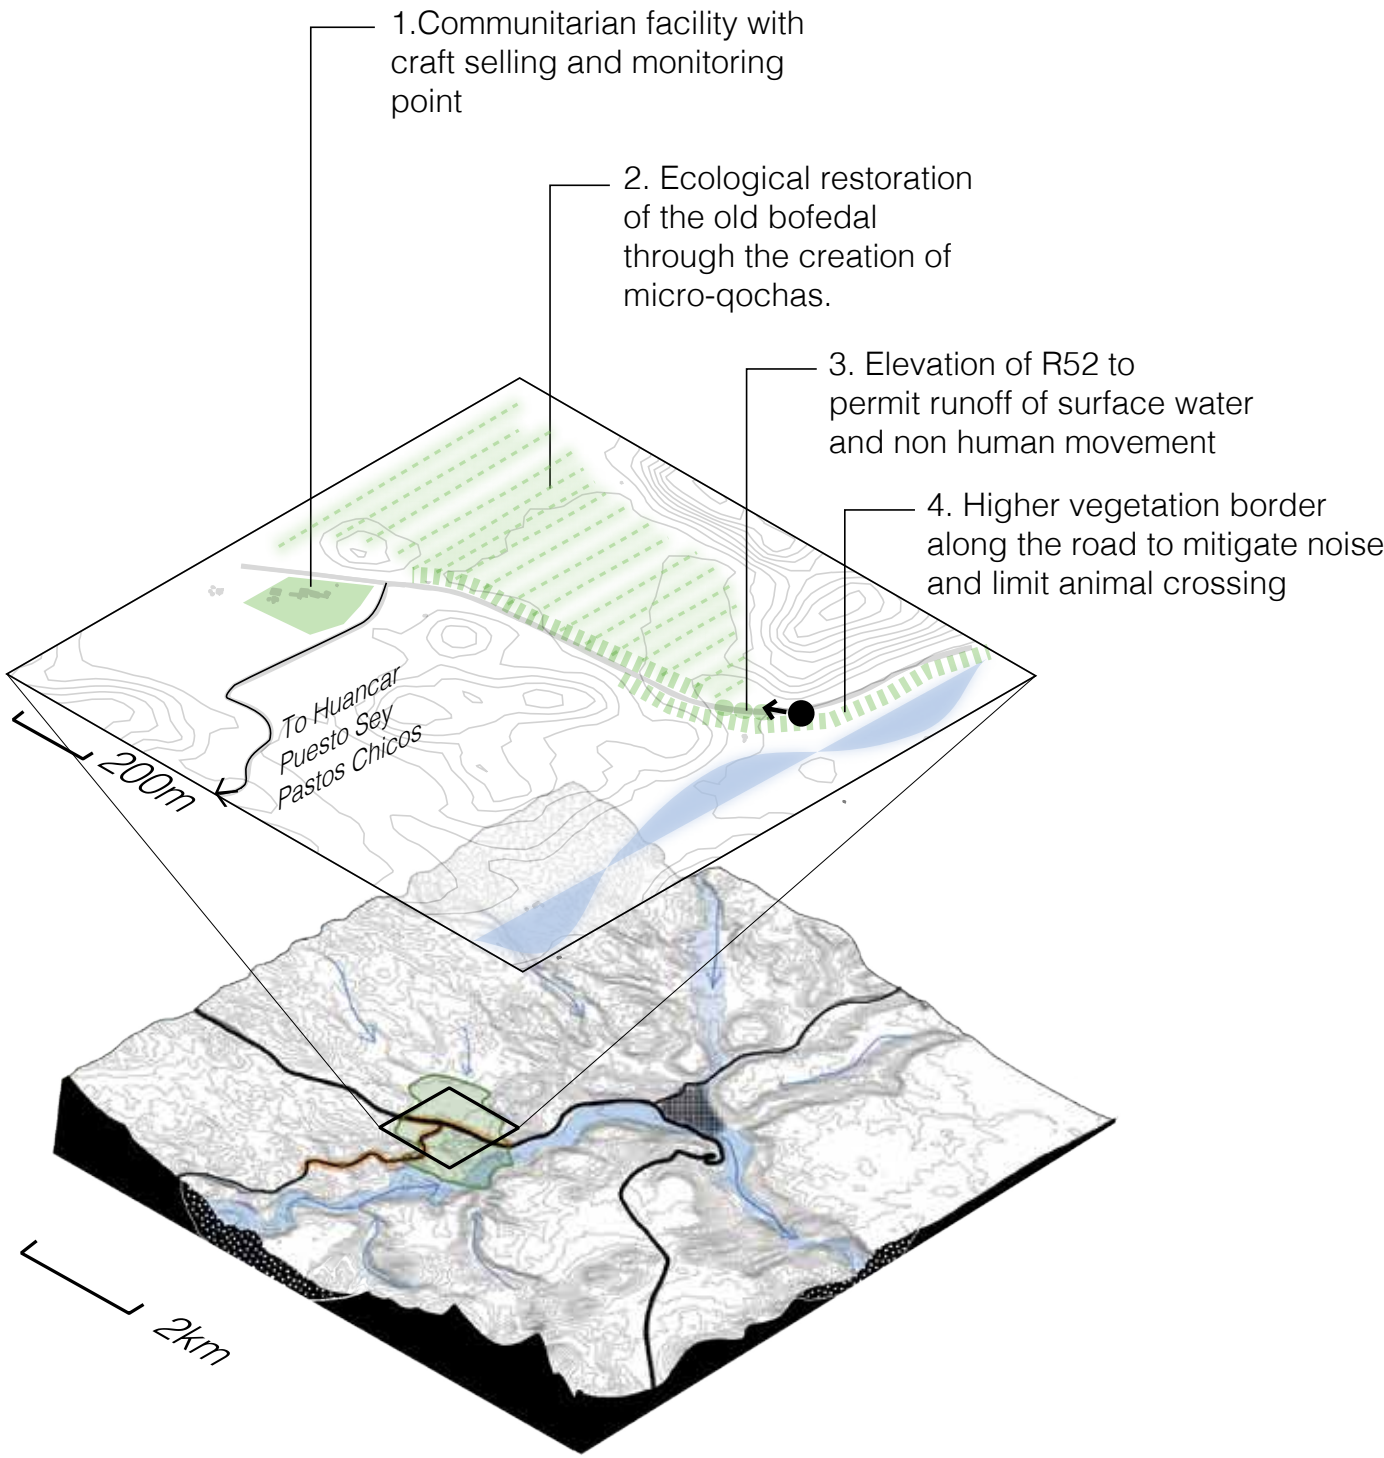 1.Communitarian facility with
craft selling and monitoring
point
2. Ecological restoration
of the old bofedal
through the creation of
micro-qochas.
3. Elevation of R52 to
permit runoff of surface water
and non human movement
4. Higher vegetation border
along the road to mitigate noise
and limit animal crossing
To Huancar
Puesto Sey
Pastos Chicos
200m
2km